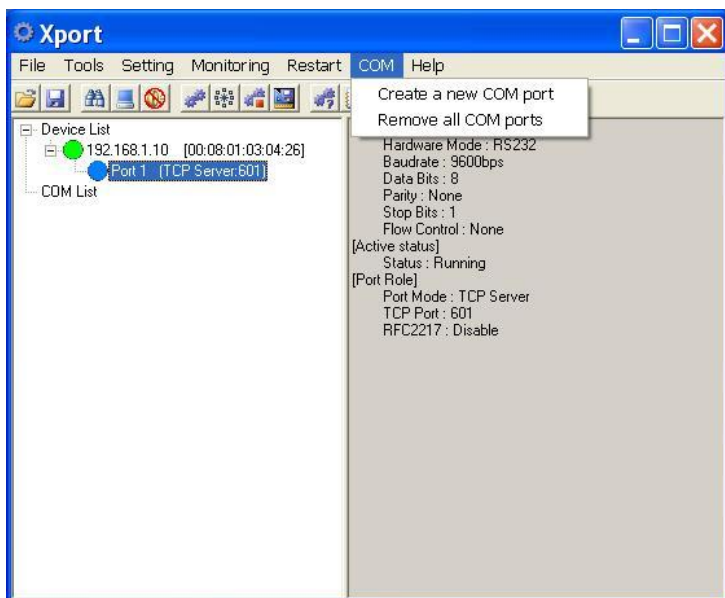 Xport
File Tools Setting Monitoring Restart COM Help
Create a new COM port
Remove all COM ports
Device List
192.168.1.10 [00:08:01:03:04:26]
Port 1 (TCP Server:601)
COM List
Hardware Mode : RS232
Baudrate : 9600bps
Data Bits : 8
Parity : None
Stop Bits : 1
Flow Control : None
[Active status]
Status : Running
[Port Role]
Port Mode : TCP Server
TCP Port : 601
RFC2217 : Disable